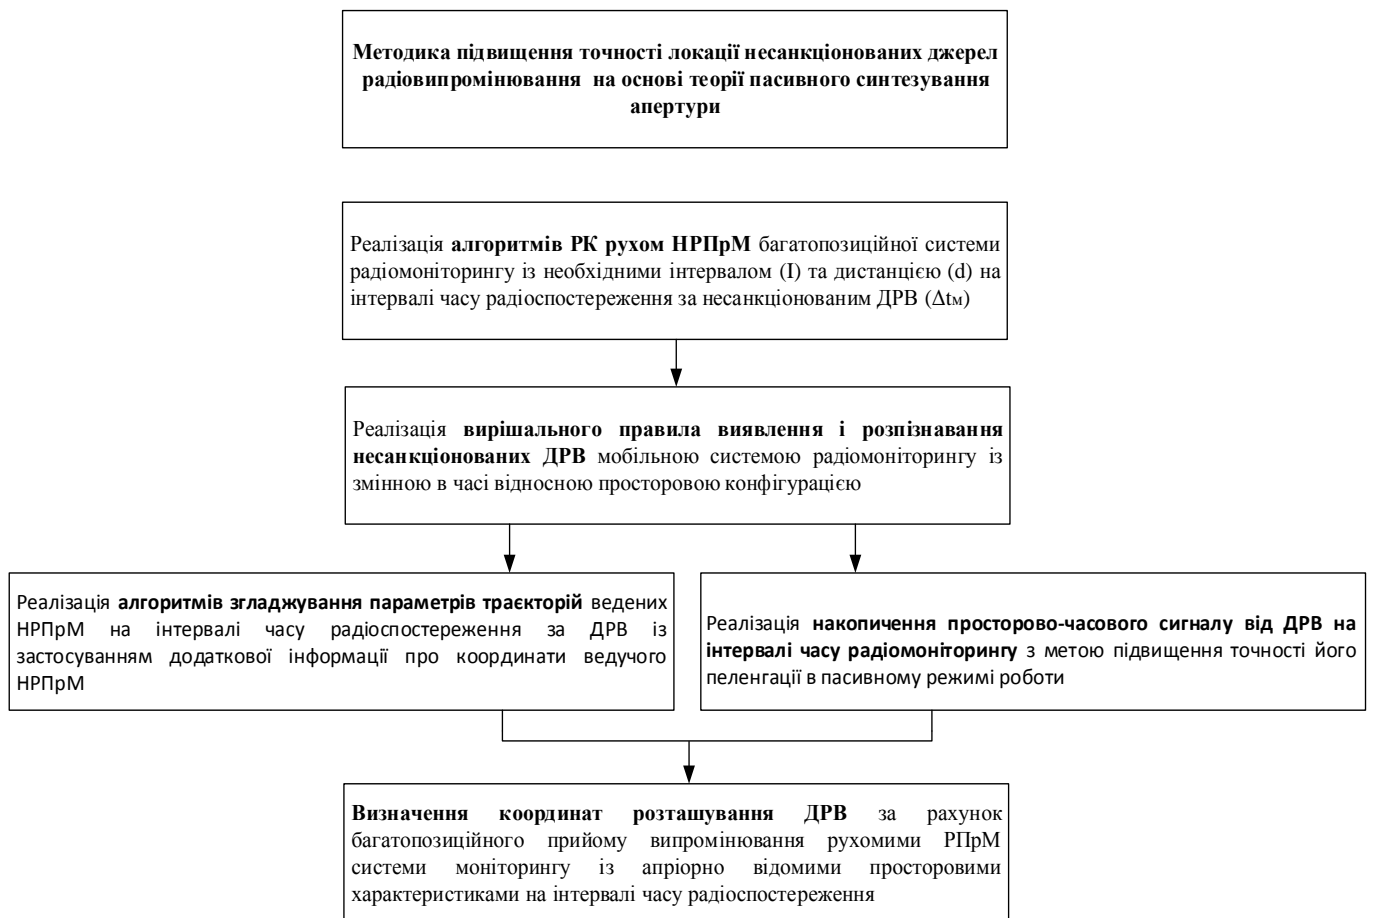 Методика підвищення точності локації несанкціонованих джерел
радіовипромінювання на основі теорії пасивного синтезування
апертури
Реалізація алгоритмів РК рухом НРПрМ багатопозиційної системи
радіомоніторингу із необхідними інтервалом (I) та дистанцією (d) на
інтервалі часу радіоспостереження за несанкціонованим ДРВ (Δtм)
Реалізація вирішального правила виявлення і розпізнавання
несанкціонованих ДРВ мобільною системою радіомоніторингу із
змінною в часі відносною просторовою конфігурацією
Реалізація алгоритмів згладжування параметрів траєкторій ведених
НРПрМ на інтервалі часу радіоспостереження за ДРВ із
застосуванням додаткової інформації про координати ведучого
НРПрМ
Реалізація накопичення просторово-часового сигналу від ДРВ на
інтервалі часу радіомоніторингу з метою підвищення точності його
пеленгації в пасивному режимі роботи
Визначення координат розташування ДРВ за рахунок
багатопозиційного прийому випромінювання рухомими РПрМ
системи моніторингу із апріорно відомими просторовими
характеристиками на інтервалі часу радіоспостереження